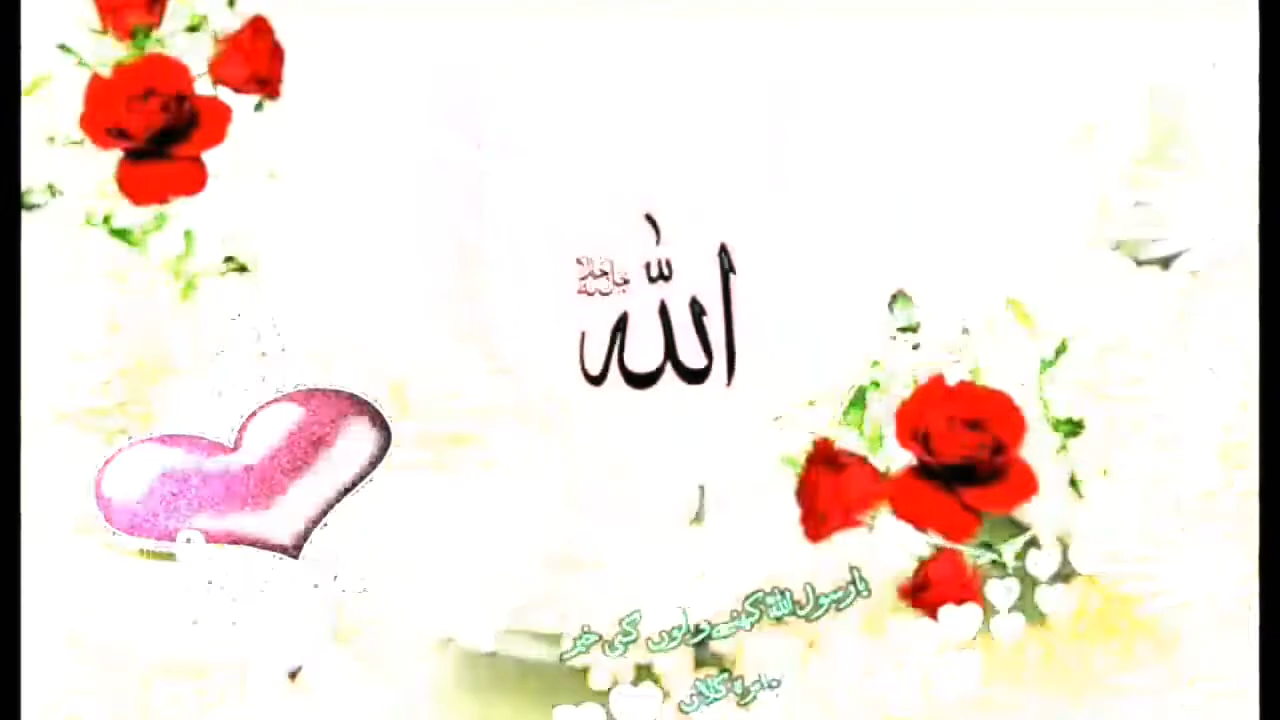 الله
جل جلاله
یارسول اللہ کہنے والوں کی خیر